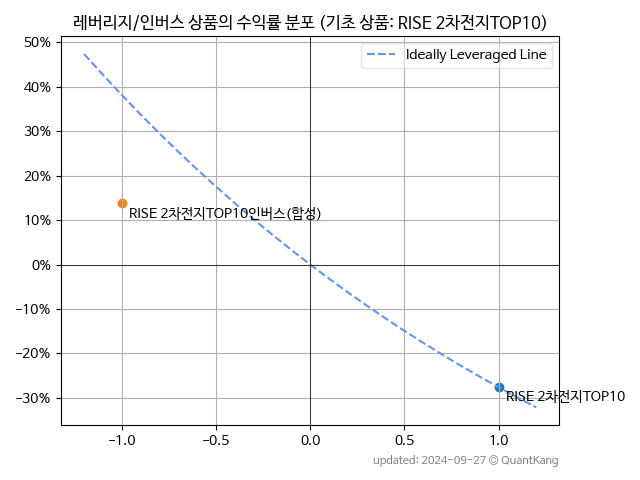 레버리지/인버스 상품의 수익률 분포 (기초 상품: RISE 2차전지TOP10)
50%
40%
30%
20%
10%
0%
−10%
−20%
−30%
Ideally Leveraged Line
RISE 2차전지TOP10인버스(합성)
RISE 2차전지TOP10
−1.0
−0.5
0.0
0.5
1.0
updated: 2024-09-27 © QuantKang